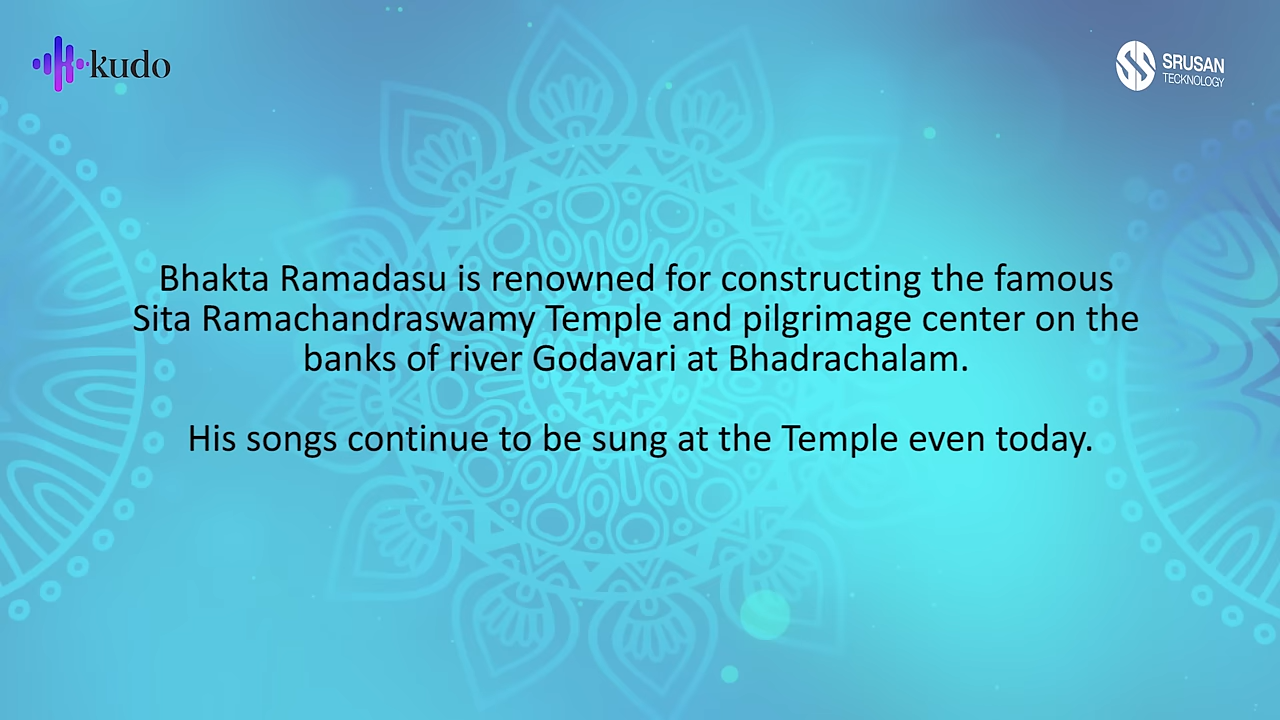 kudo
SRUSAN
TECKNOLOGY
Bhakta Ramadasu is renowned for constructing the famous
Sita Ramachandraswamy Temple and pilgrimage center on the
banks of river Godavari at Bhadrachalam.
His songs continue to be sung at the Temple even today.